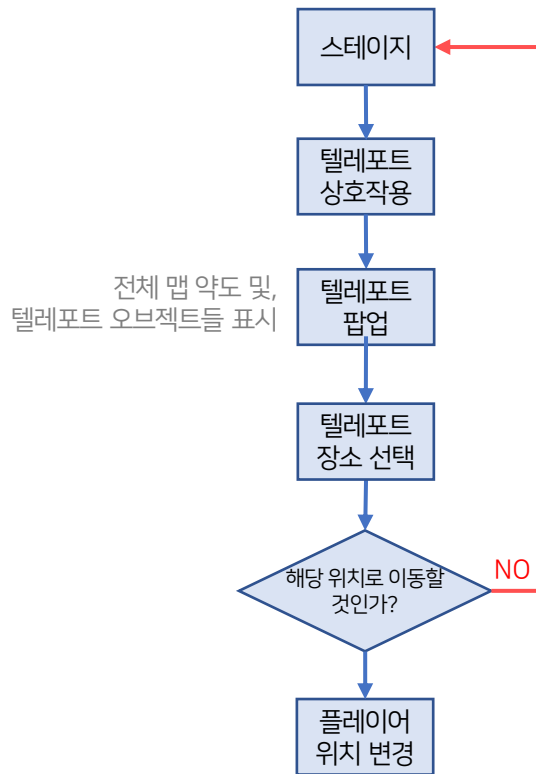 스테이지
텔레포트
상호작용
전체 맵 약도 및,
텔레포트 오브젝트들 표시
텔레포트
팝업
텔레포트
장소 선택
해당 위치로 이동할
것인가?
NO
플레이어
위치 변경